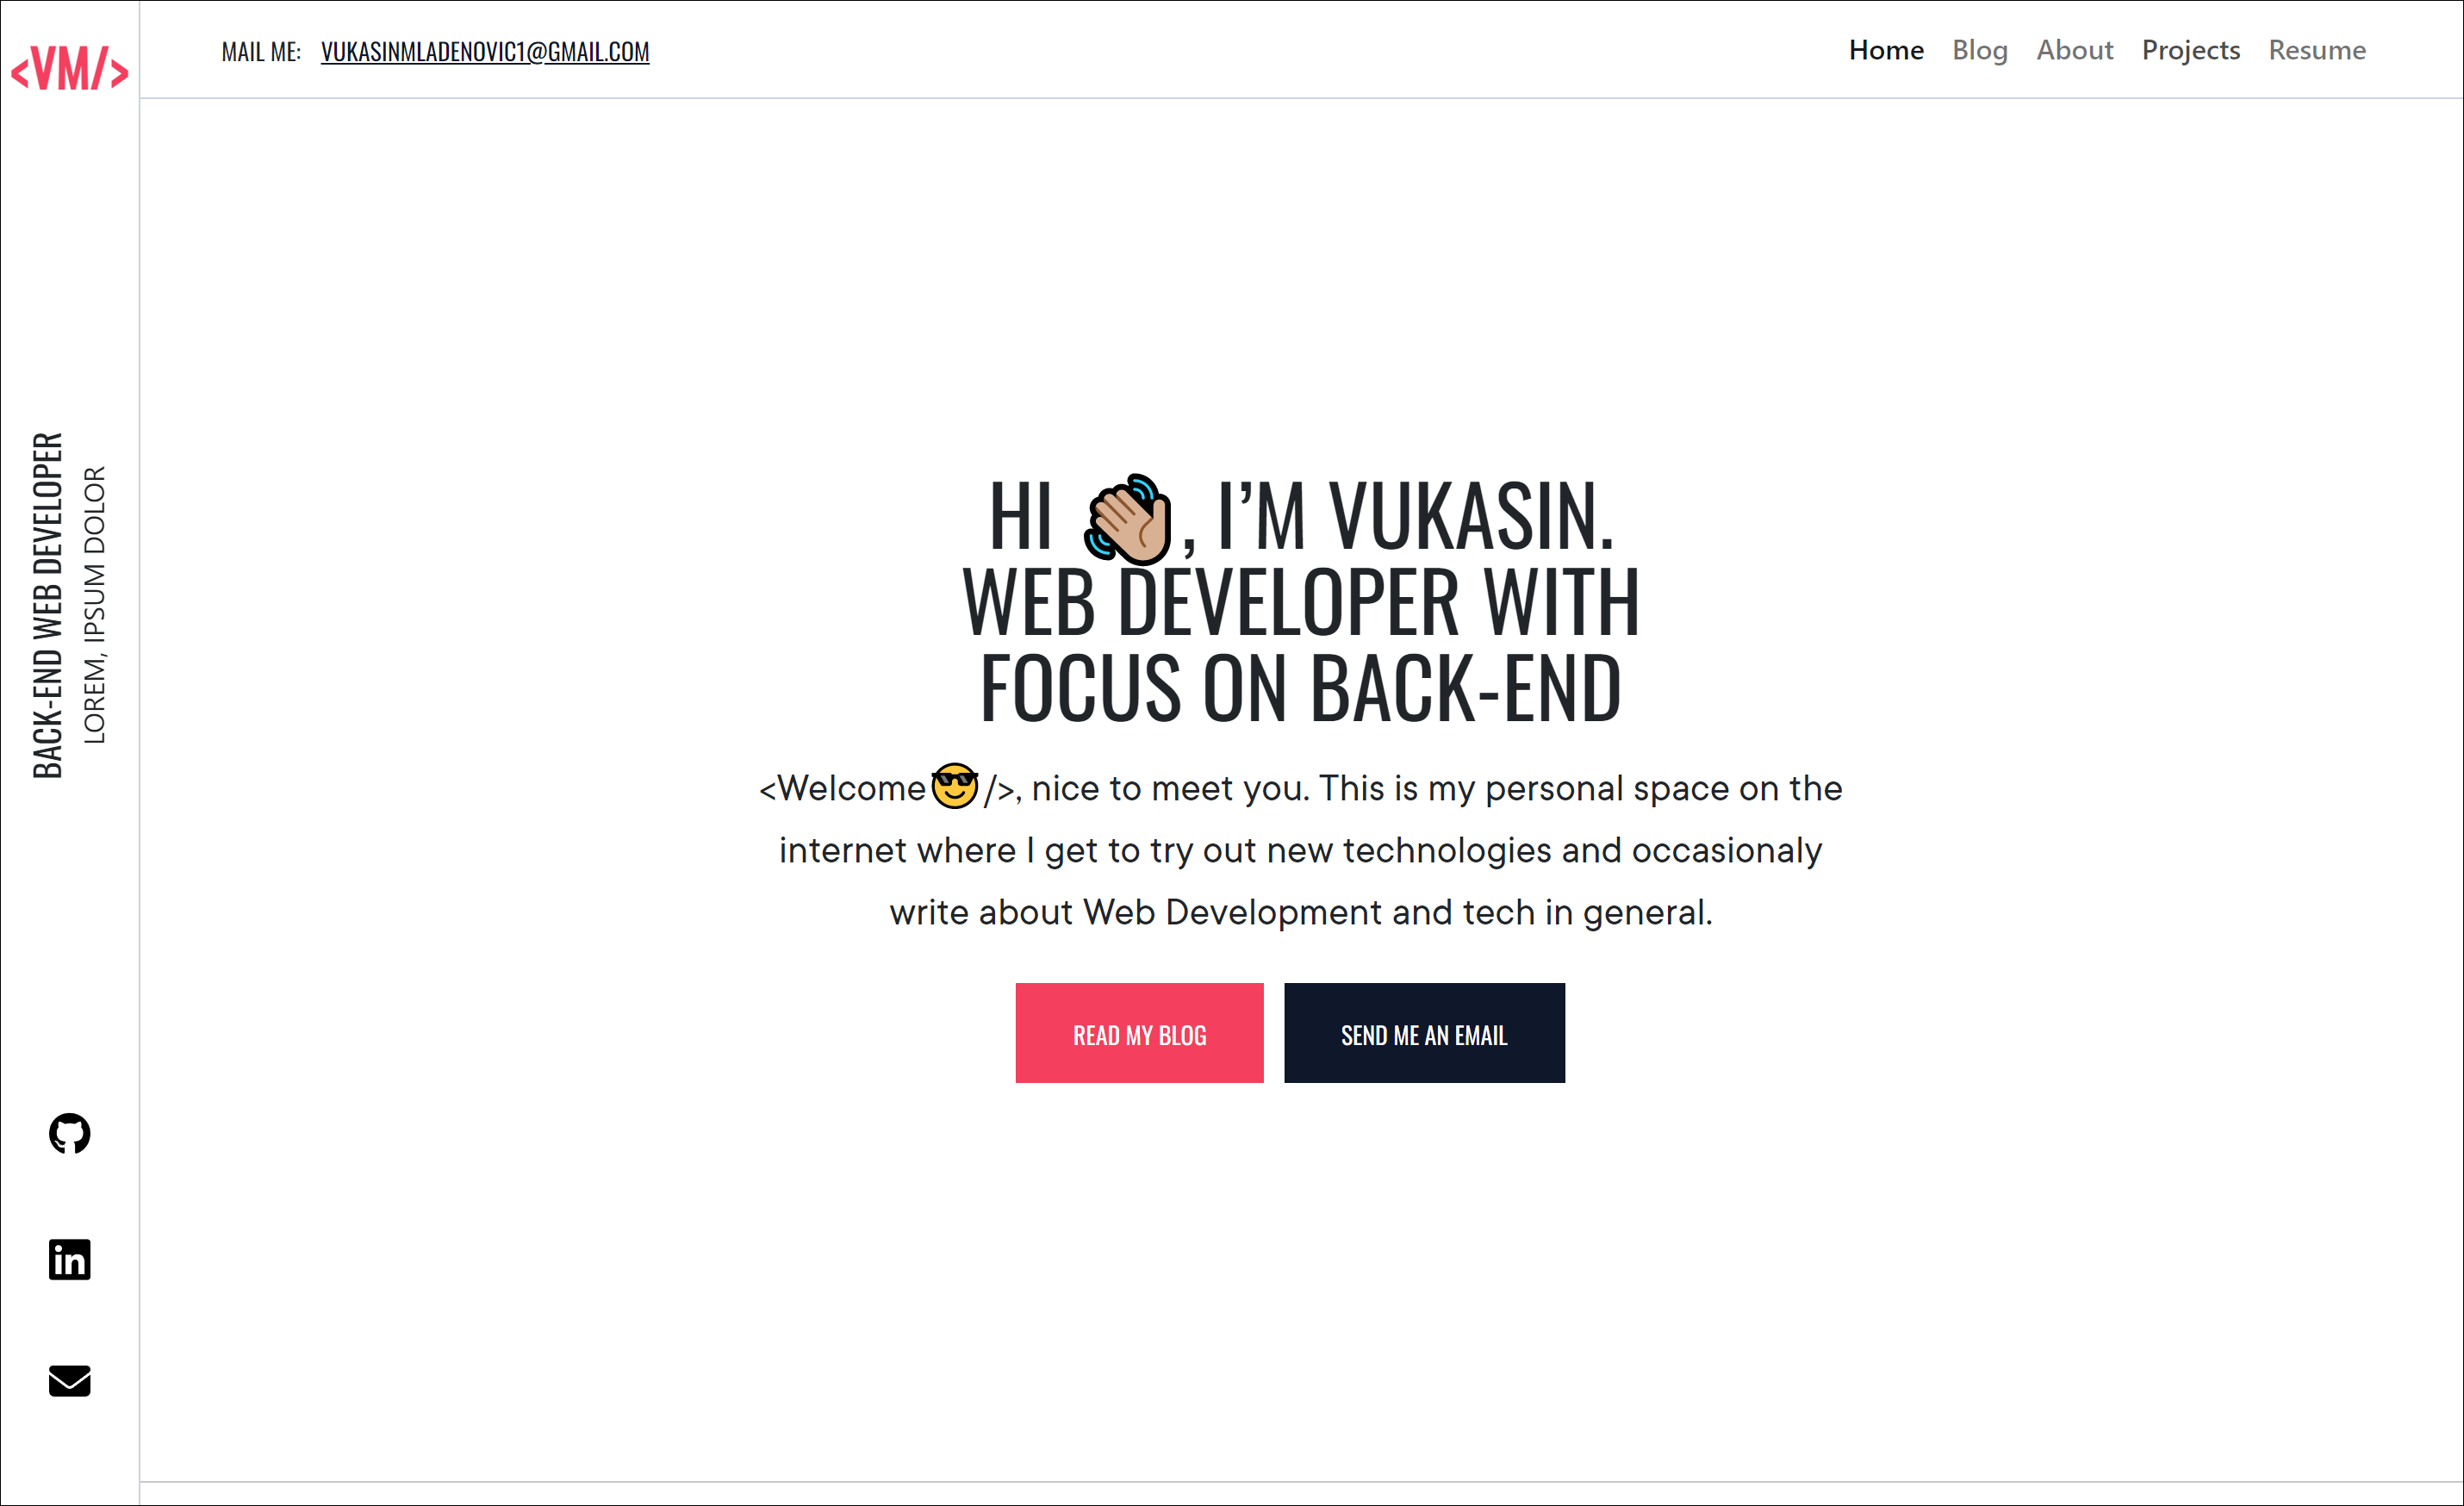 <VM/>
MAIL ME: VUKASINMLADENOVIC1@GMAIL.COM
Home Blog About Projects Resume
BACK-END WEB DEVELOPER
LOREM, IPSUM DOLOR
HI 👋🏽, I’M VUKASIN.
WEB DEVELOPER WITH
FOCUS ON BACK-END
<Welcome😎/>, nice to meet you. This is my personal space on the
internet where I get to try out new technologies and occasionaly
write about Web Development and tech in general.
READ MY BLOG
SEND ME AN EMAIL
in